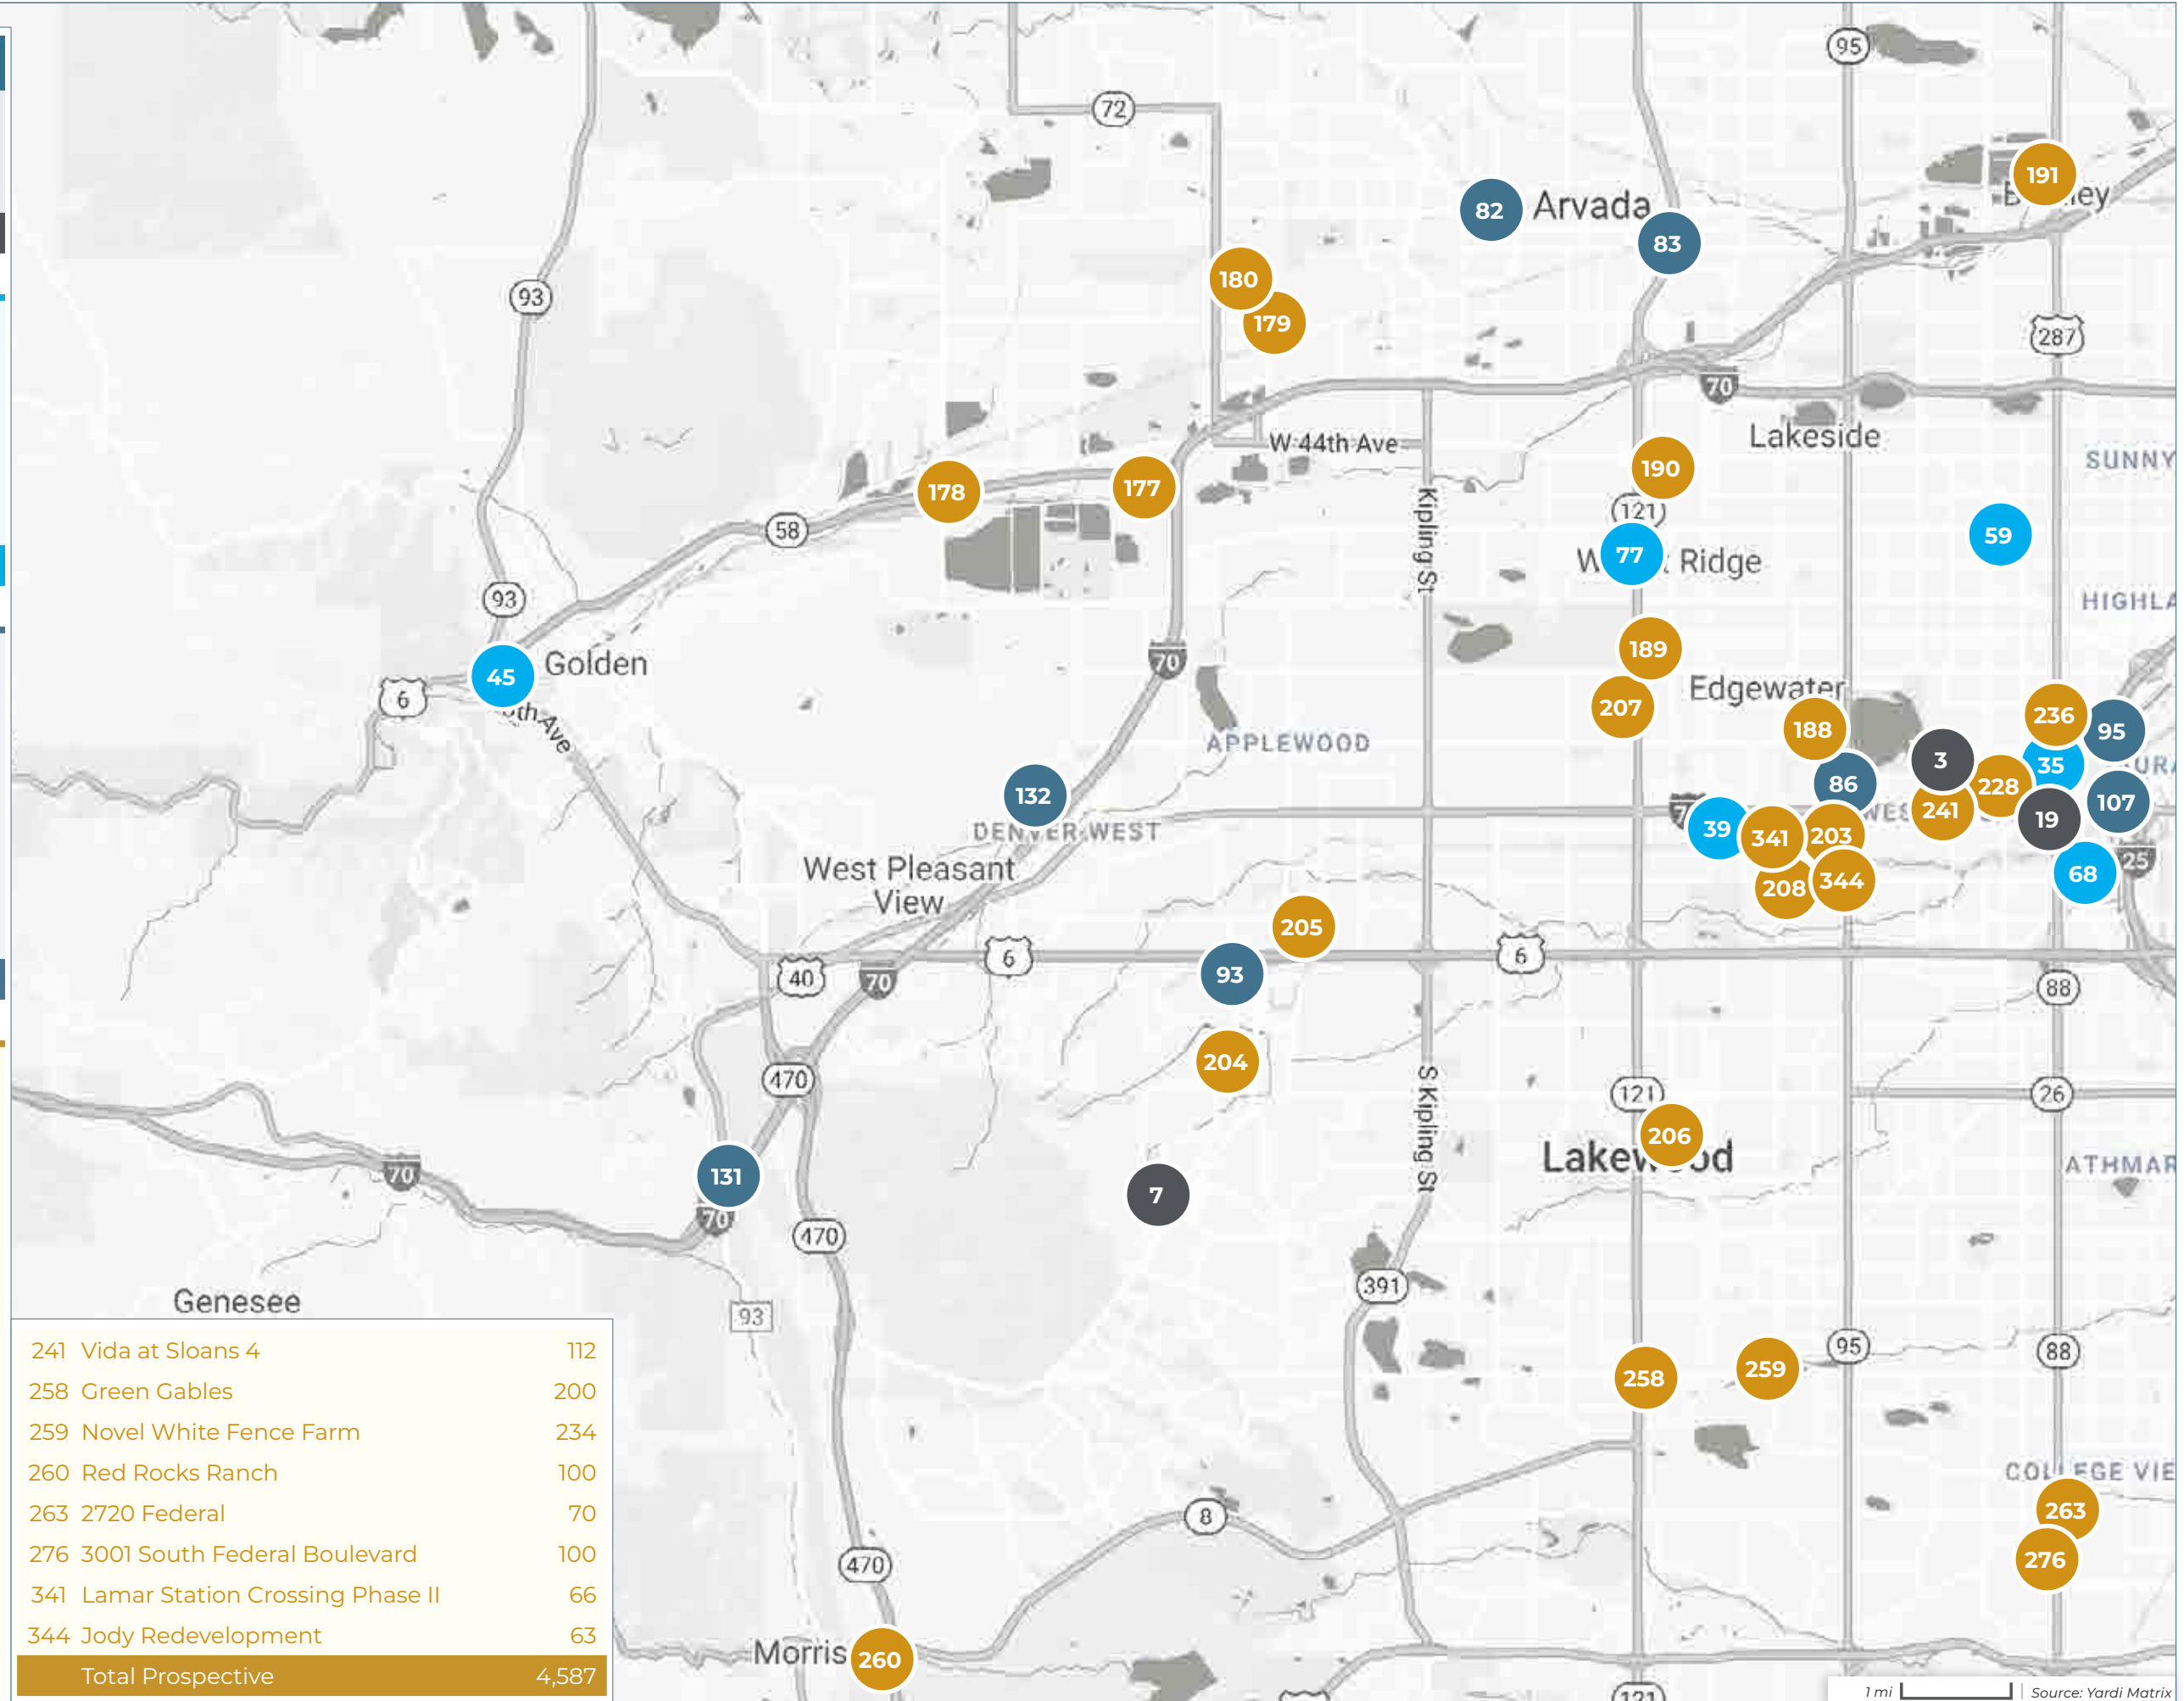 95
72
191
82
Arvada
83
180
93
179
287
70
W 44th Ave
Lakeside
190
178
177
Kipling St
121
58
59
77
Ridge
93
189
70
45
Golden
Edgewater
6
207
236
188
95
APPLEWOOD
3
35
86
228
132
241
107
DENVER WEST
19
39
341
203
West Pleasant
View
25
68
344
208
205
6
6
93
40
70
88
204
470
S Kipling St
121
26
206
Lakewood
70
131
7
70
470
391
Genesee
93
95
88
259
258
263
8
276
470
Morris
260
121
241 Vida at Sloans 4 112
258 Green Gables 200
259 Novel White Fence Farm 234
260 Red Rocks Ranch 100
263 2720 Federal 70
276 3001 South Federal Boulevard 100
341 Lamar Station Crossing Phase II 66
344 Jody Redevelopment 63
Total Prospective 4,587
1 mi
Source: Yardi Matrix